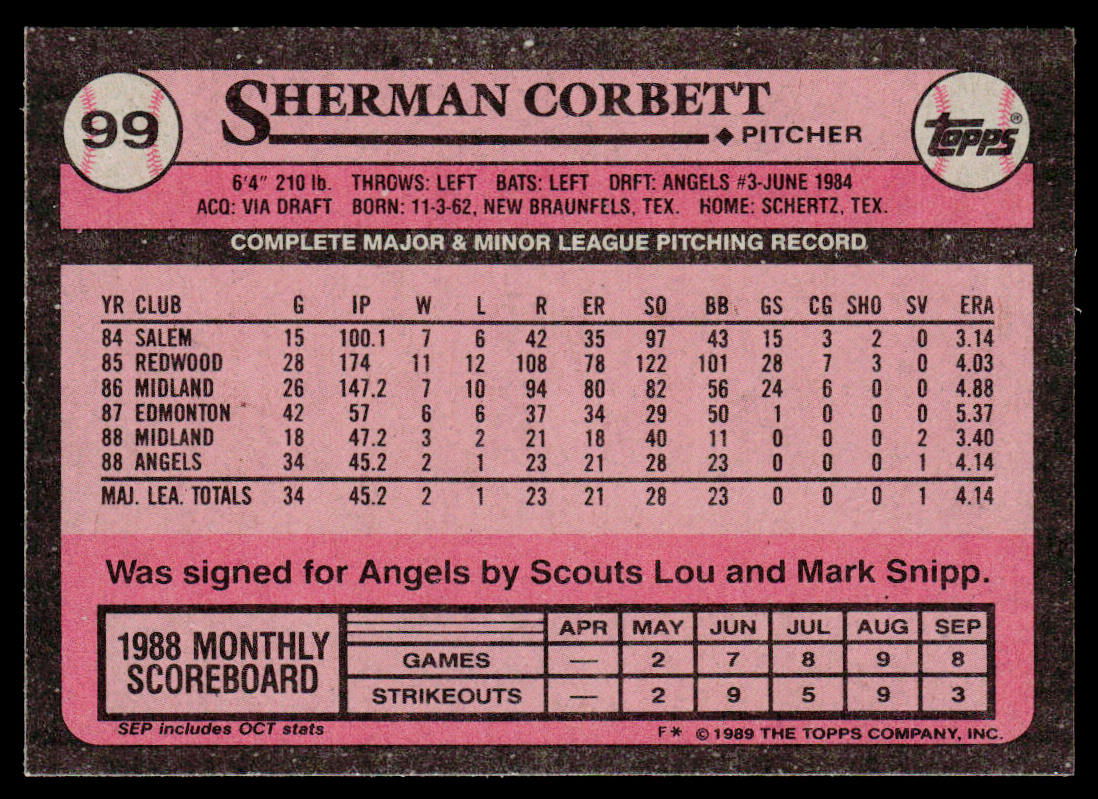 99
SHERMAN CORBETT
◆ PITCHER
TOPPS®
6'4" 210 lb. THROWS: LEFT BATS: LEFT DRFT: ANGELS #3-JUNE 1984
ACQ: VIA DRAFT BORN: 11-3-62, NEW BRAUNFELS, TEX. HOME: SCHERTZ, TEX.
COMPLETE MAJOR & MINOR LEAGUE PITCHING RECORD
YR CLUB G IP W L R ER SO BB GS CG SHO SV ERA
84 SALEM 15 100.1 7 6 42 35 97 43 15 3 2 0 3.14
85 REDWOOD 28 174 11 12 108 78 122 101 28 7 3 0 4.03
86 MIDLAND 26 147.2 7 10 94 80 82 56 24 6 0 0 4.88
87 EDMONTON 42 57 6 6 37 34 29 50 1 0 0 0 5.37
88 MIDLAND 18 47.2 3 2 21 18 40 11 0 0 0 2 3.40
88 ANGELS 34 45.2 2 1 23 21 28 23 0 0 0 1 4.14
MAJ. LEA. TOTALS 34 45.2 2 1 23 21 28 23 0 0 0 1 4.14
Was signed for Angels by Scouts Lou and Mark Snipp.
1988 MONTHLY
SCOREBOARD
APR MAY JUN JUL AUG SEP
GAMES — 2 7 8 9 8
STRIKEOUTS — 2 9 5 9 3
SEP includes OCT stats
F* © 1989 THE TOPPS COMPANY, INC.